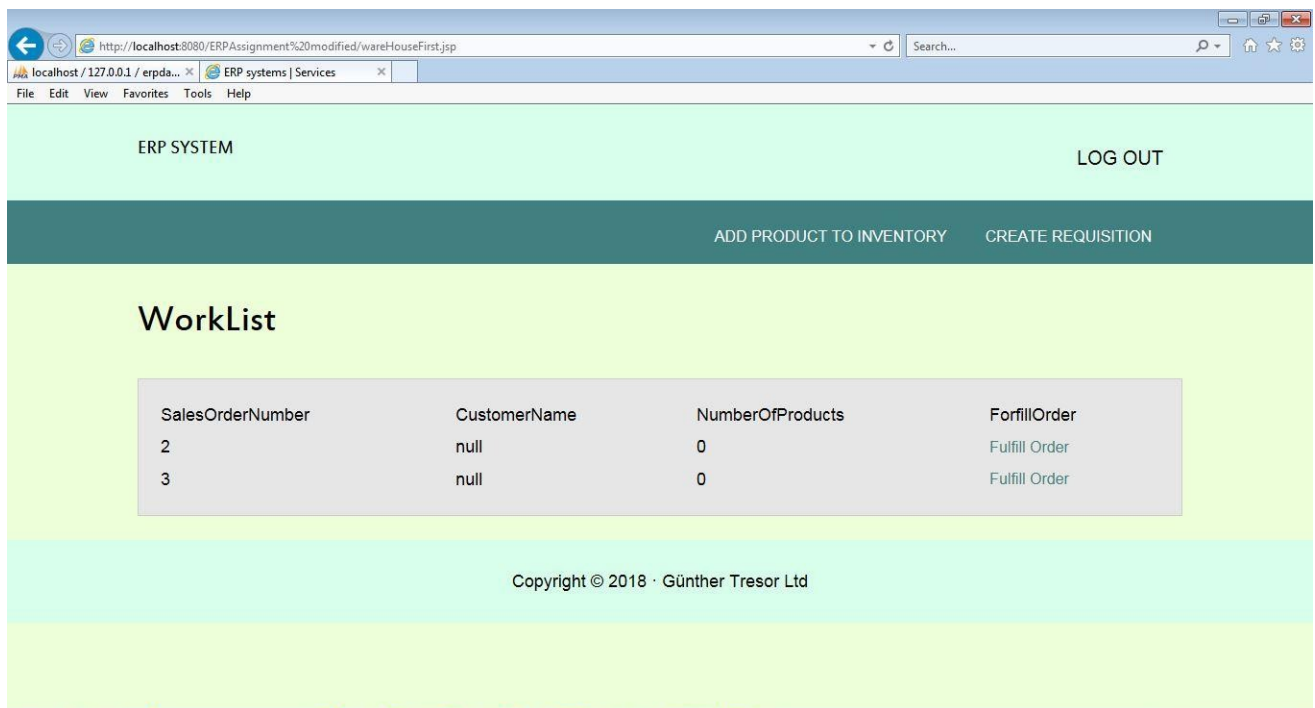 http://localhost:8080/ERPAssignment%20modified/wareHouseFirst.jsp
Search...
localhost / 127.0.0.1 / erpda...
ERP systems | Services
File Edit View Favorites Tools Help
ERP SYSTEM
LOG OUT
ADD PRODUCT TO INVENTORY CREATE REQUISITION
WorkList
SalesOrderNumber CustomerName NumberOfProducts ForfillOrder
2 null 0 Fulfill Order
3 null 0 Fulfill Order
Copyright © 2018 · Günther Tresor Ltd